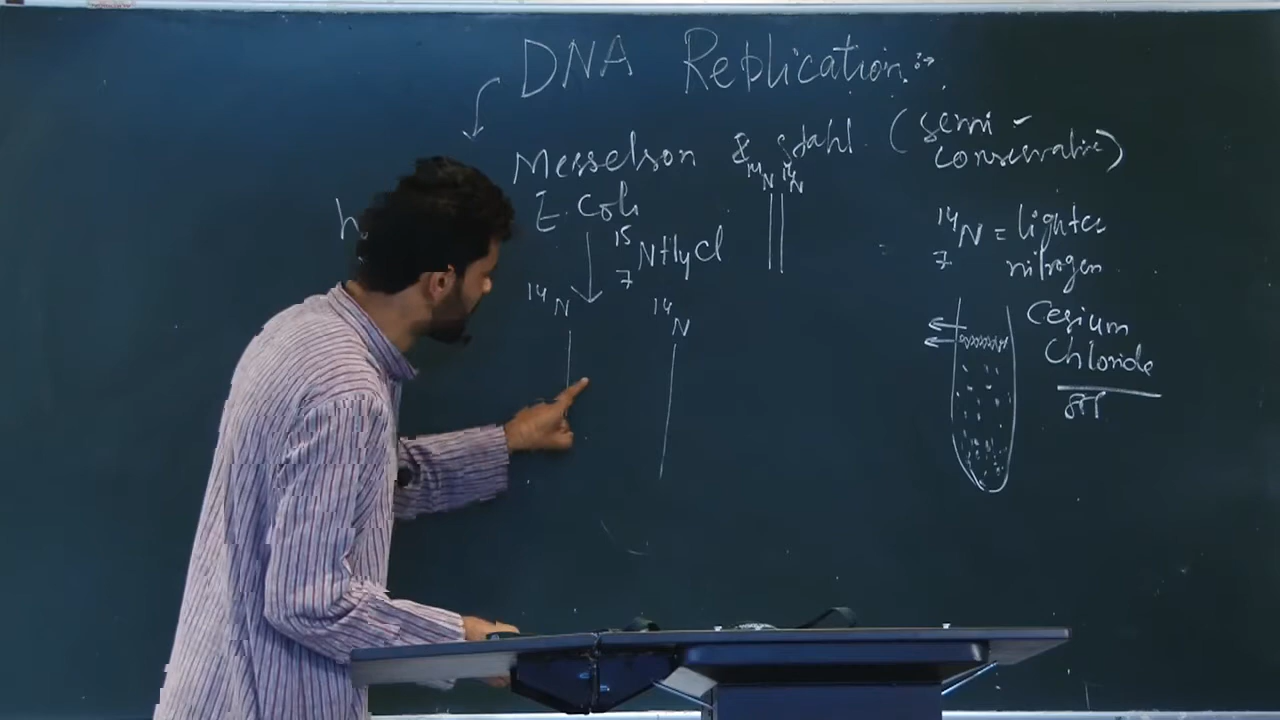 DNA Replication :→
Messelson & Stahl (semi-
conservative)
E. Coli
14N 14N
15 7 NH4Cl
14N
14N
14 7 N = lighter
nitrogen
Cesium
Chloride